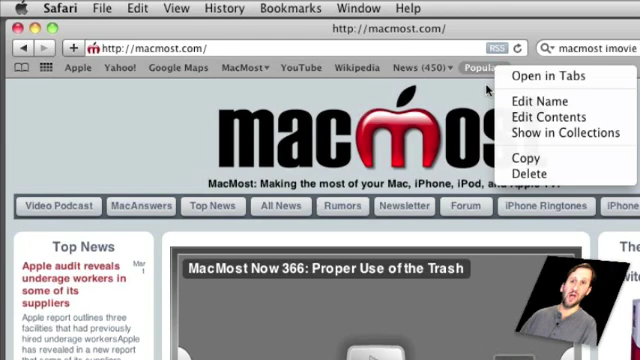 Safari File Edit View History Bookmarks Window Help
http://macmost.com/
http://macmost.com/ RSS macmost imovie
Apple Yahoo! Google Maps MacMost YouTube Wikipedia News (450)
Open in Tabs
Edit Name
Edit Contents
Show in Collections
Copy
Delete
macmost
MacMost: Making the most of your Mac, iPhone, iPod, and Apple TV.
Video Podcast MacAnswers Top News All News Rumors Newsletter Forum iPhone Ringtones
Top News
Apple audit reveals underage workers in some of its suppliers
Mar 1
Apple report outlines three facilities that had previously hired underage workersApple has revealed in a new report
MacMost Now 366: Proper Use of the Trash
The